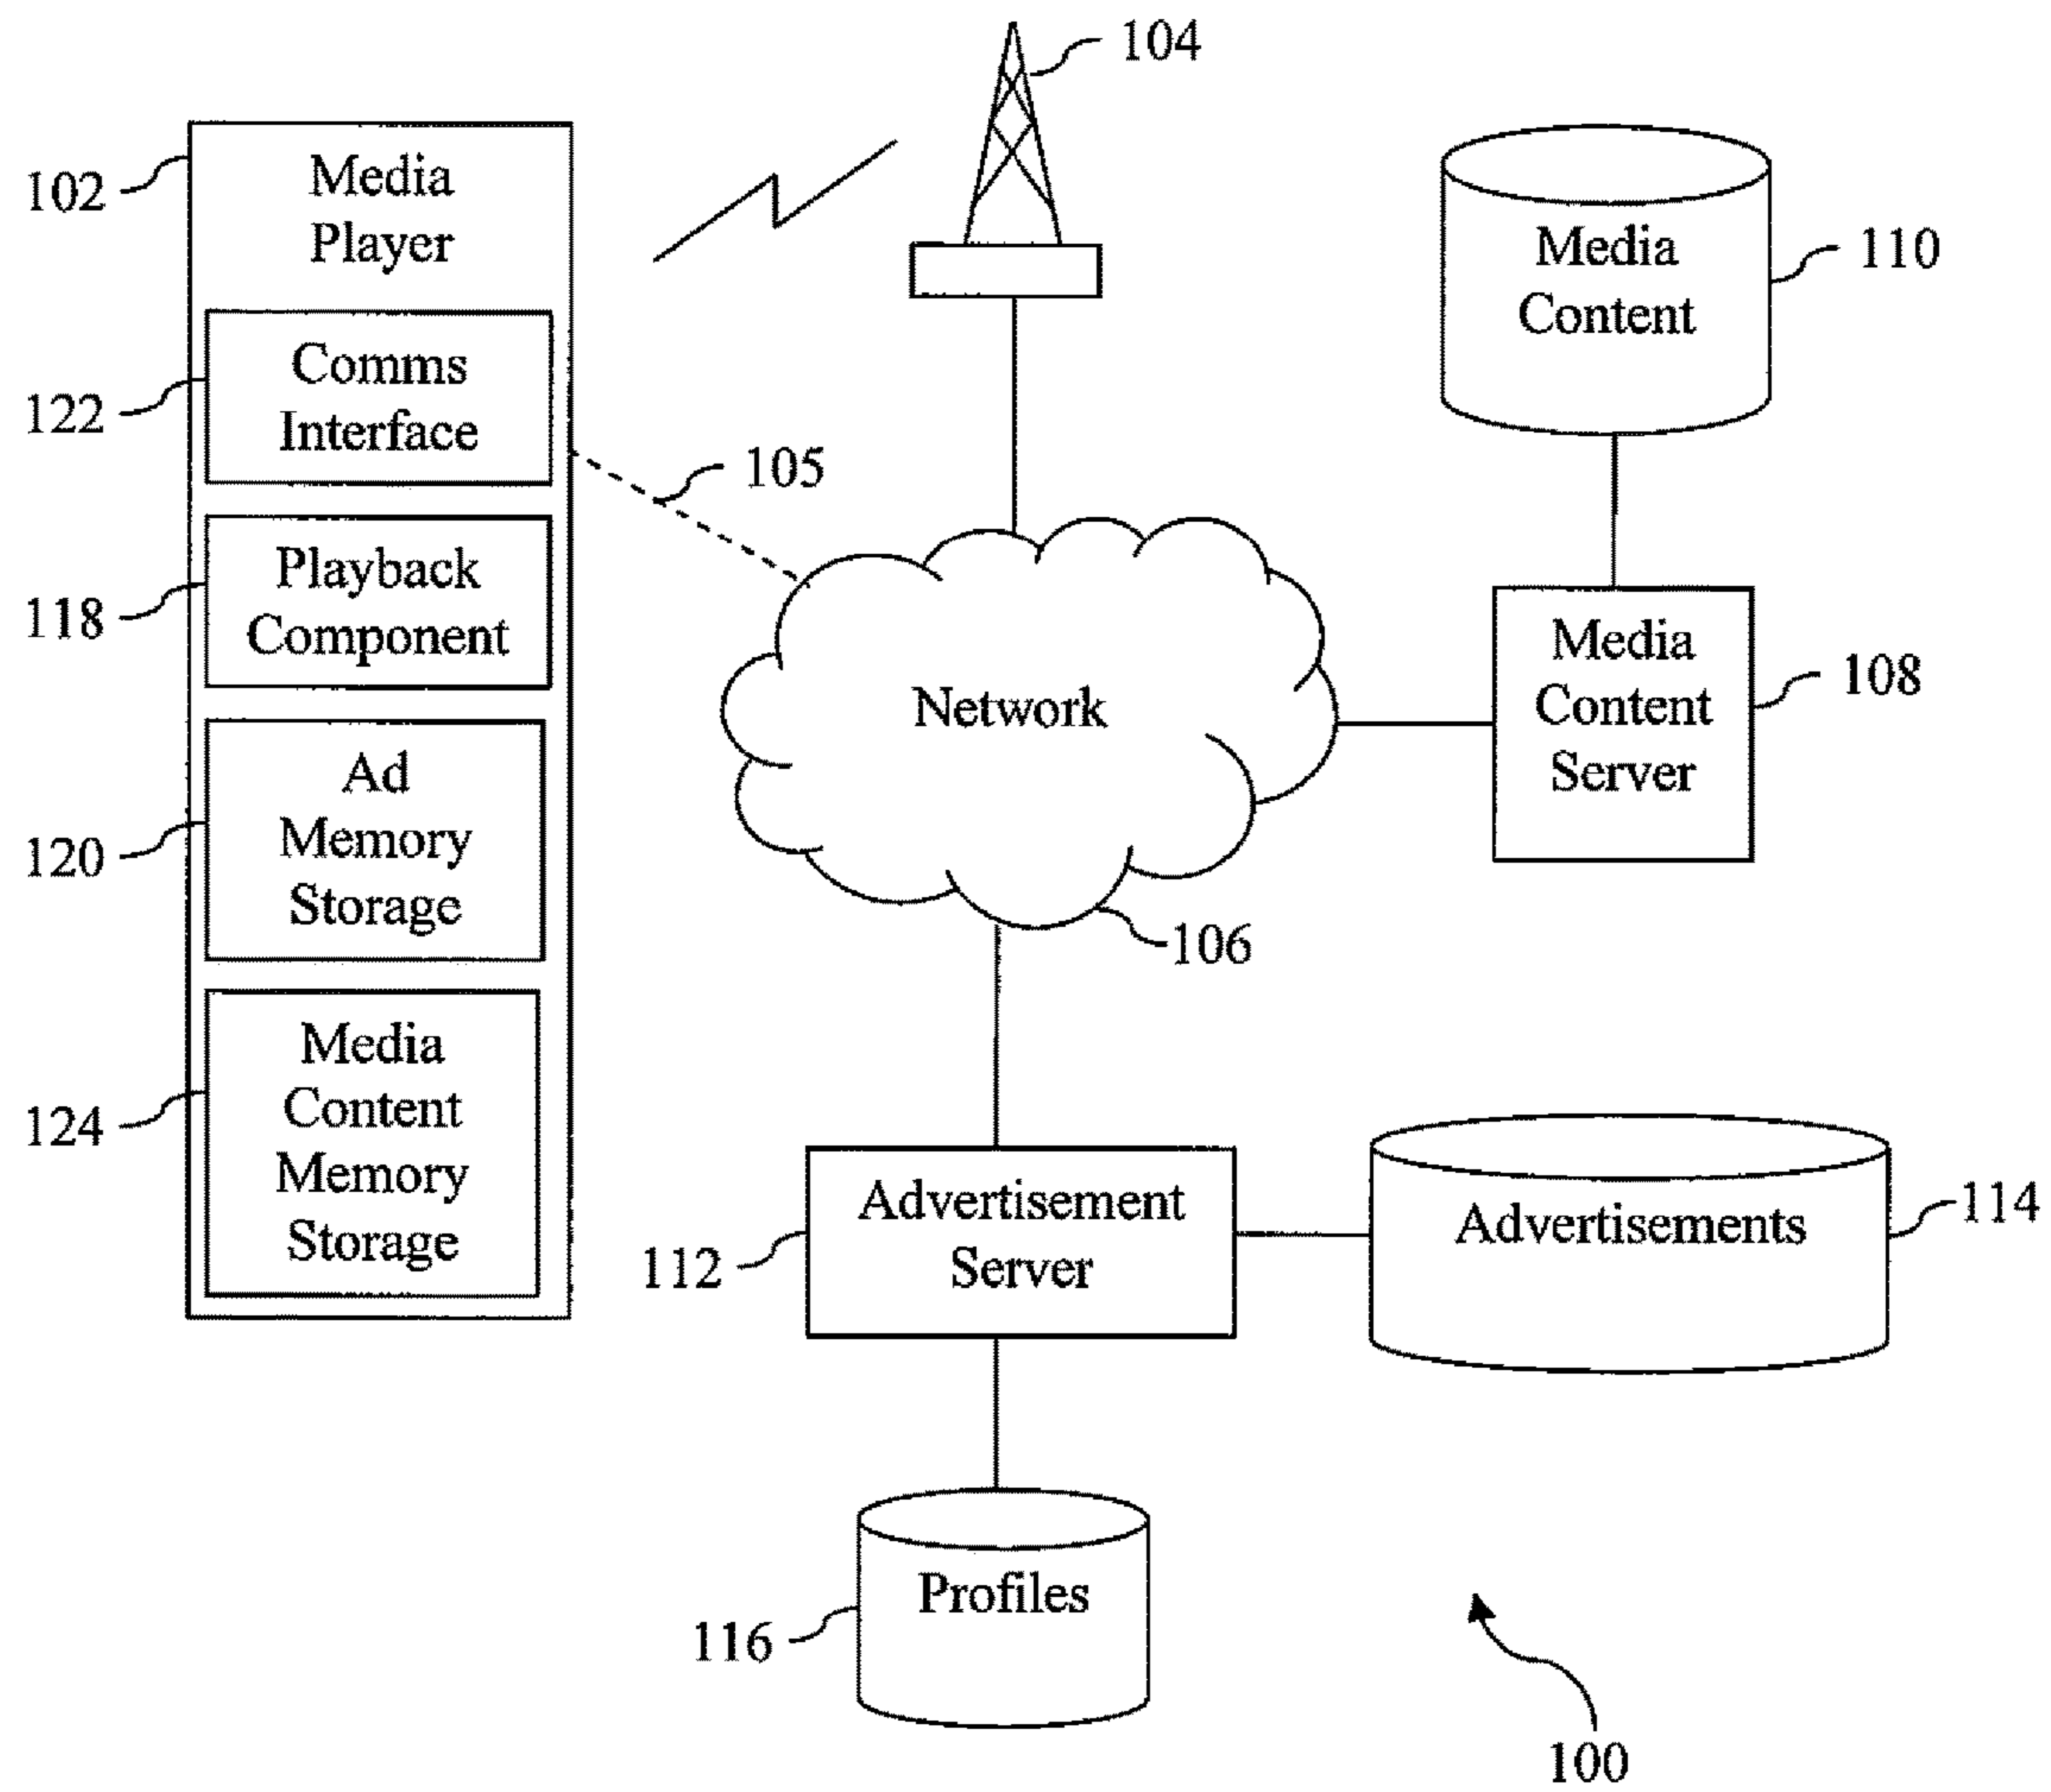 104
102
Media
Player
Media
Content
110
122
Comms
Interface
105
118
Playback
Component
Network
Media
Content
Server
108
120
Ad
Memory
Storage
106
124
Media
Content
Memory
Storage
112
Advertisement
Server
Advertisements
114
116
Profiles
100